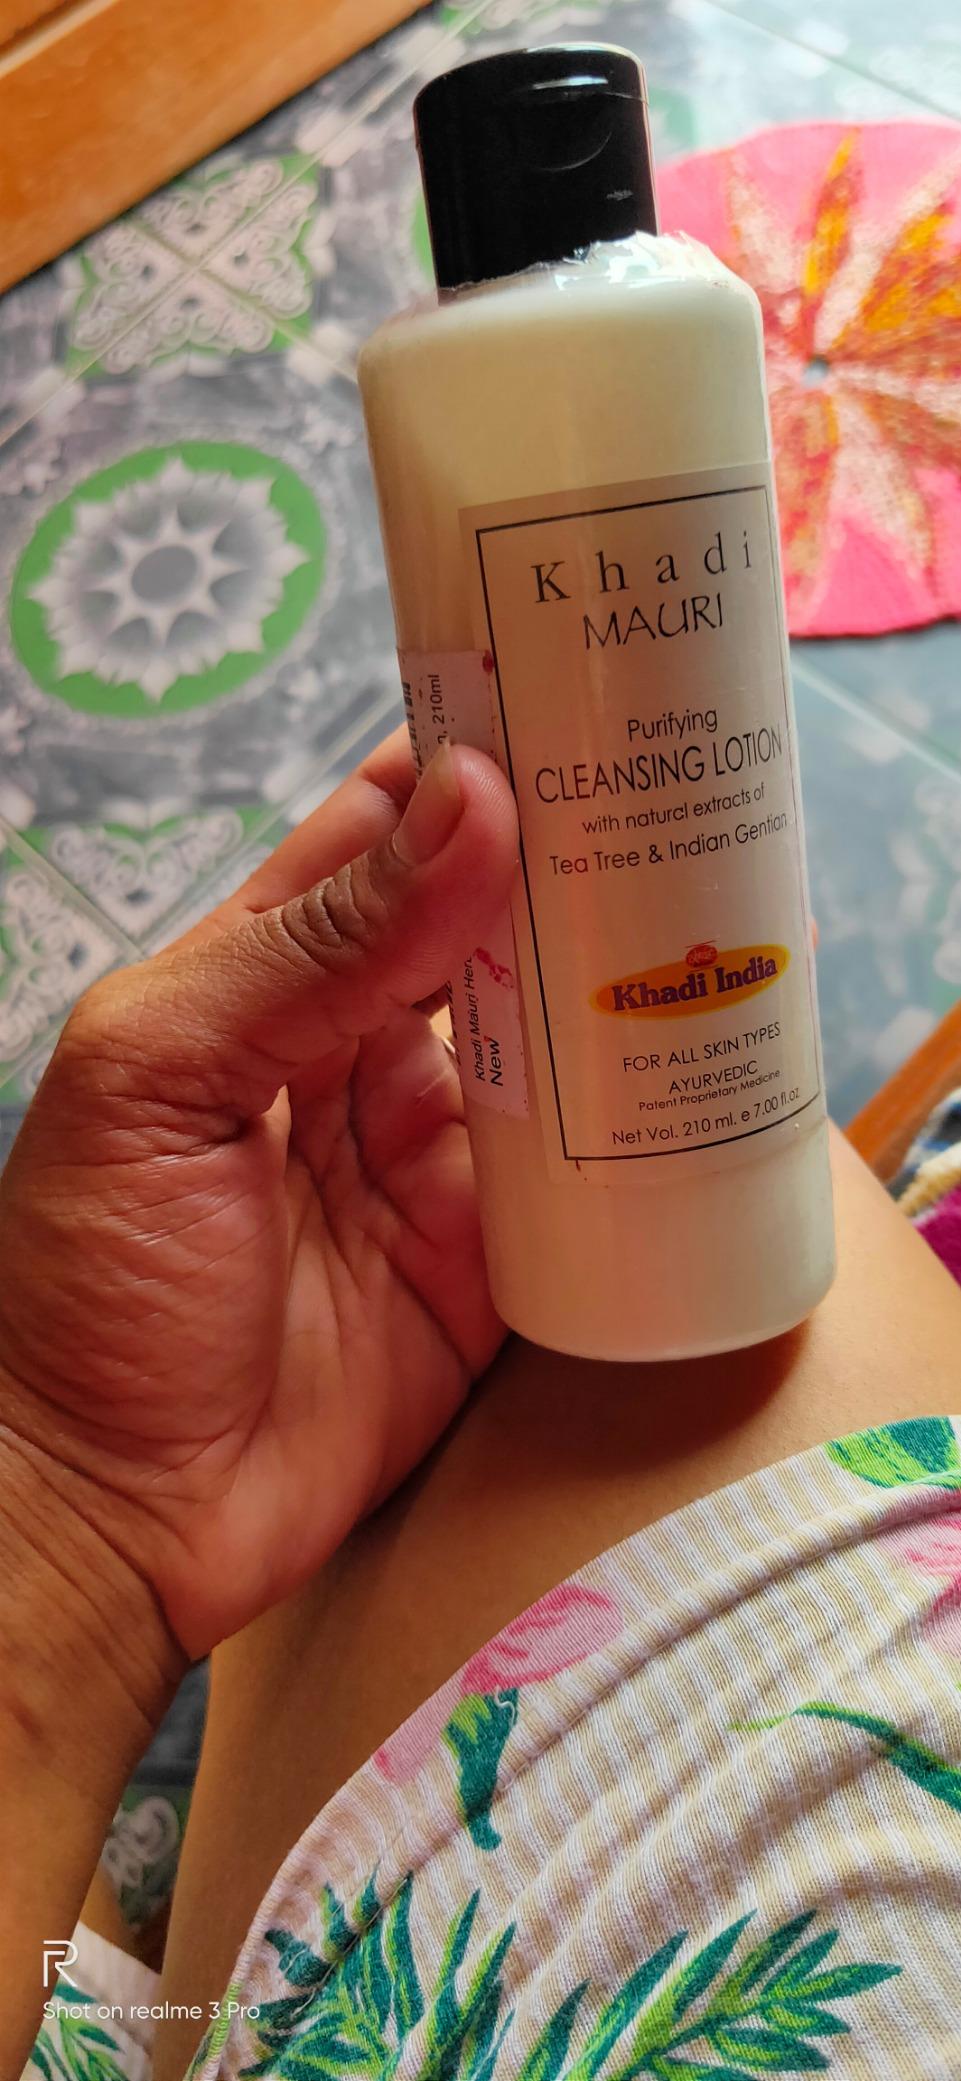 Khadi
MAURI
Purifying
CLEANSING LOTION
with natural extracts of
Tea Tree & Indian Gentian
Khadi India
FOR ALL SKIN TYPES
AYURVEDIC
Patent Proprietary Medicine
Net Vol. 210 ml. e 7.00 fl.oz
210ml
Khadi Mauri
New
R
Shot on realme 3 Pro